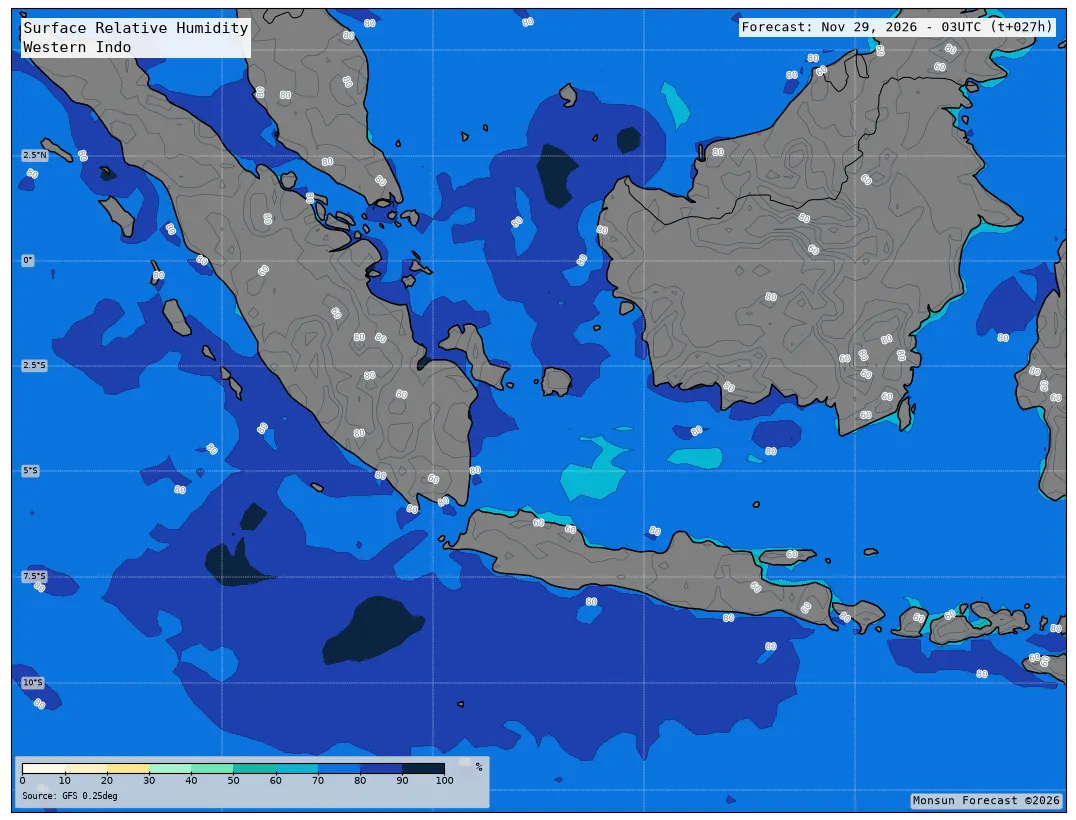 Surface Relative Humidity
Western Indo
Forecast: Nov 29, 2026 - 03UTC (t+027h)
2.5°N
0°
2.5°S
5°S
7.5°S
10°S
0 10 20 30 40 50 60 70 80 90 100
%
Source: GFS 0.25deg
Monsun Forecast ©2026